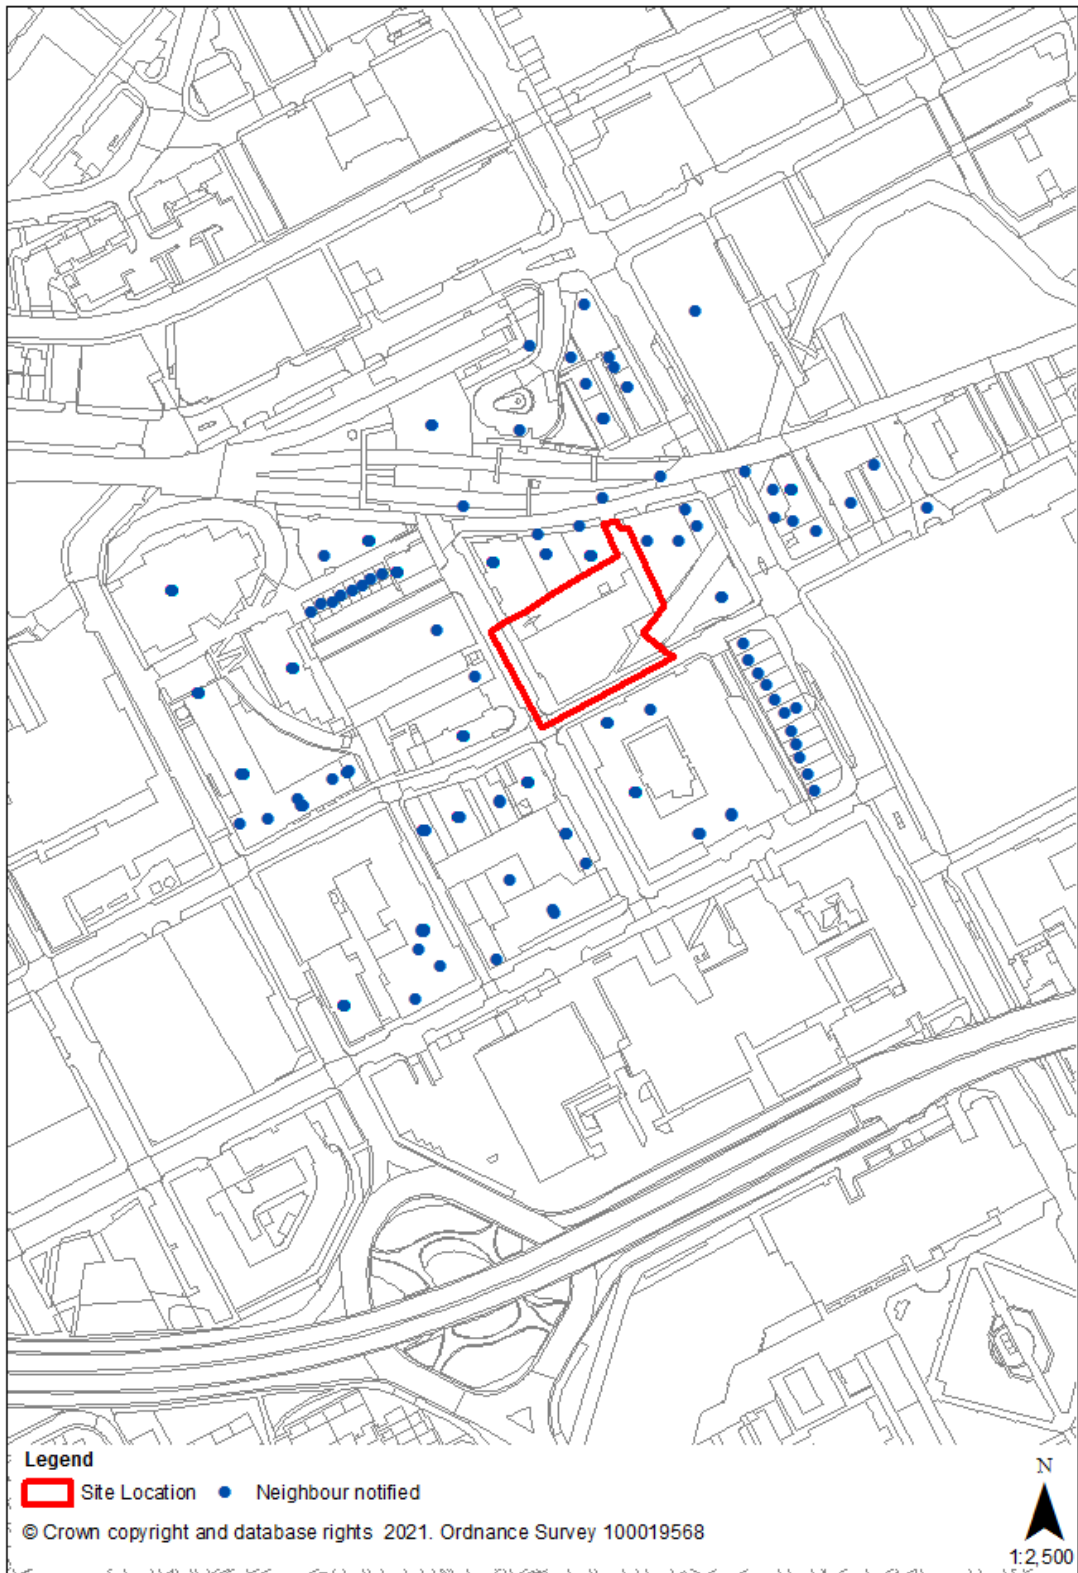 Legend
Site Location Neighbour notified
© Crown copyright and database rights 2021. Ordnance Survey 100019568
N
1:2,500